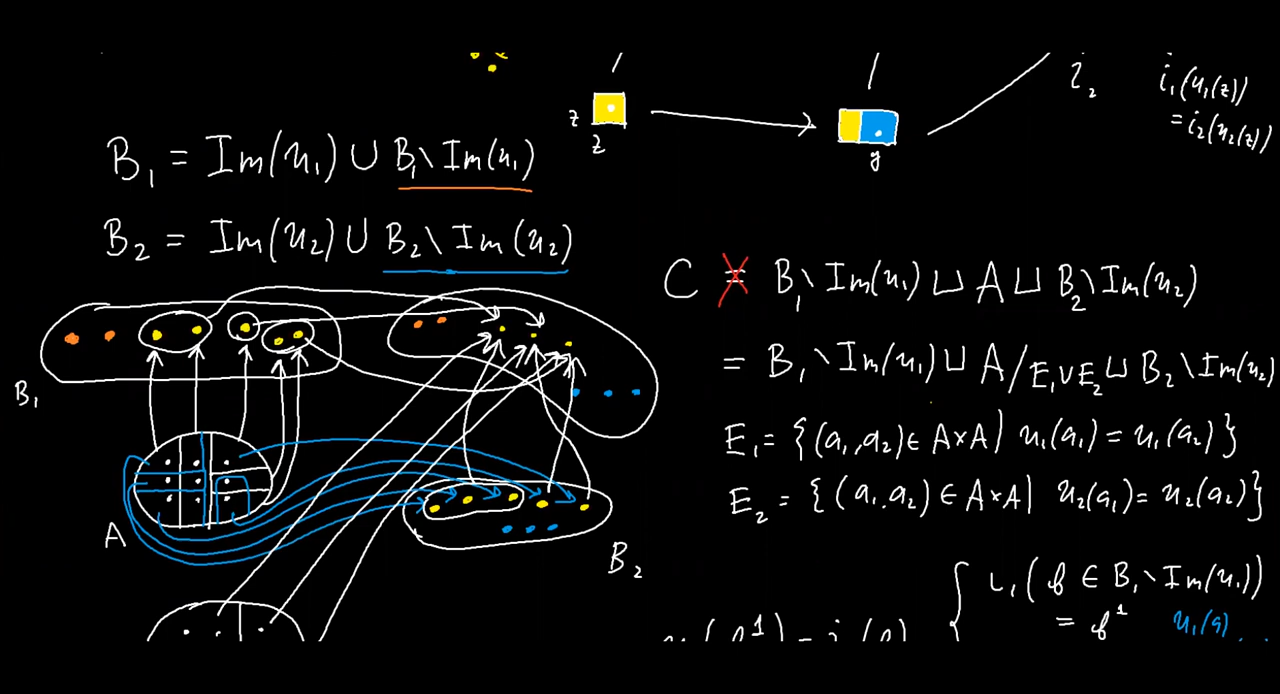 z
z
y
i₂
i₁(u₁(z))
= i₂(u₂(z))
B₁ = Im(u₁) ∪ B₁\Im(u₁)
B₂ = Im(u₂) ∪ B₂\Im(u₂)
B₁
A
B₂
C = B₁\Im(u₁) ⊔ A ⊔ B₂\Im(u₂)
= B₁\Im(u₁) ⊔ A/E₁∨E₂ ⊔ B₂\Im(u₂)
E₁ = {(a₁,a₂) ∈ A×A | u₁(a₁) = u₁(a₂)}
E₂ = {(a₁.a₂) ∈ A×A | u₂(a₁) = u₂(a₂)}
ι₁(b ∈ B₁\Im(u₁))
= b¹ u₁(a)